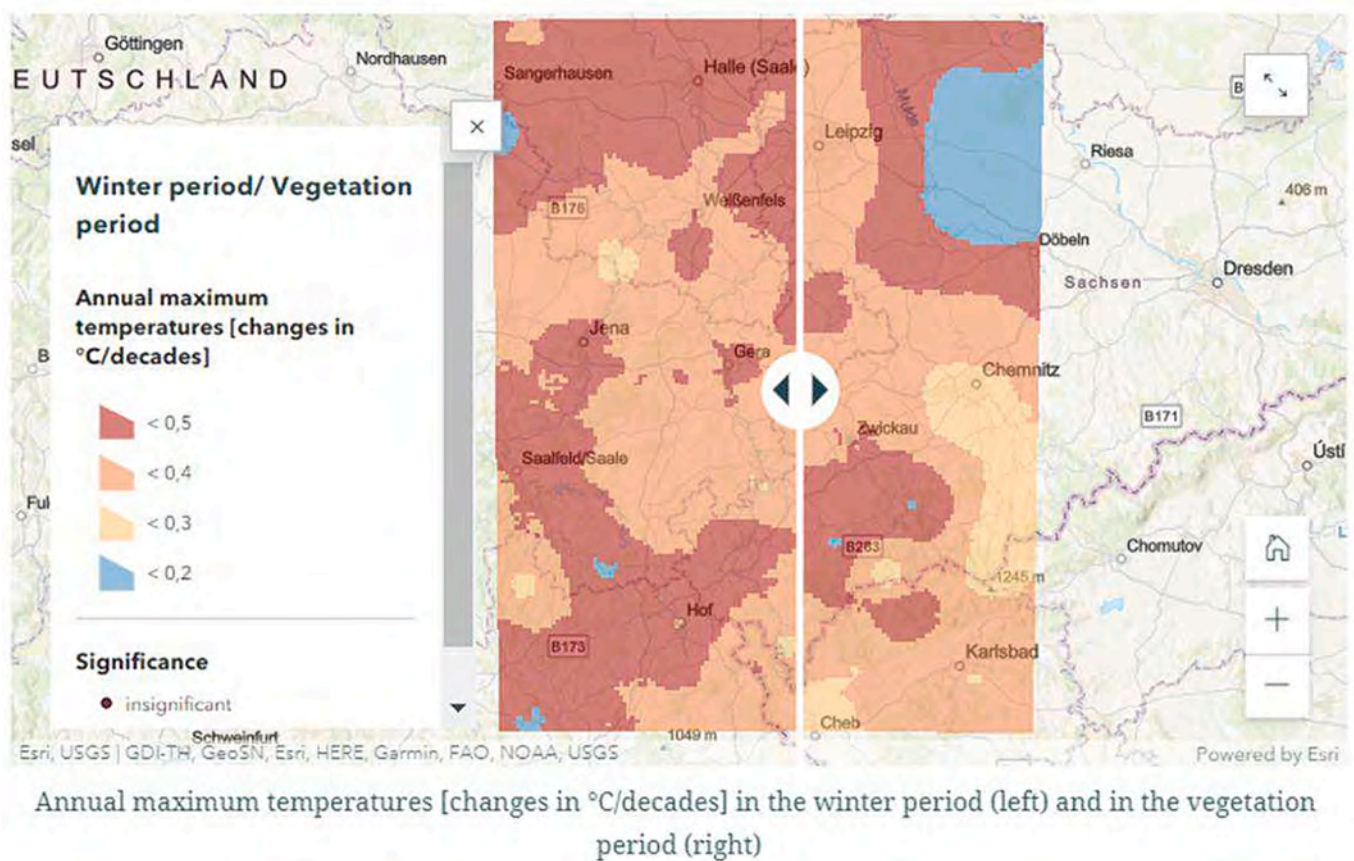 Göttingen
Nordhausen
EUTSCHLAND
Sangerhausen
Halle (Saale)
Mulde
B
sel
×
Leipzig
Riesa
Winter period/ Vegetation
period
406 m
B176
Weißenfels
Döbeln
Sachsen
Dresden
Annual maximum
temperatures [changes in
°C/decades]
Jena
Gera
B
Chemnitz
B171
< 0,5
Zwickau
Saalfeld/Saale
Ústí
< 0,4
Ful
< 0,3
B283
Chomutov
L
< 0,2
1245 m
Hof
B173
Karlsbad
Significance
insignificant
Cheb
Schweinfurt
1049 m
Esri, USGS | GDI-TH, GeoSN, Esri, HERE, Garmin, FAO, NOAA, USGS
Powered by Esri
Annual maximum temperatures [changes in °C/decades] in the winter period (left) and in the vegetation
period (right)